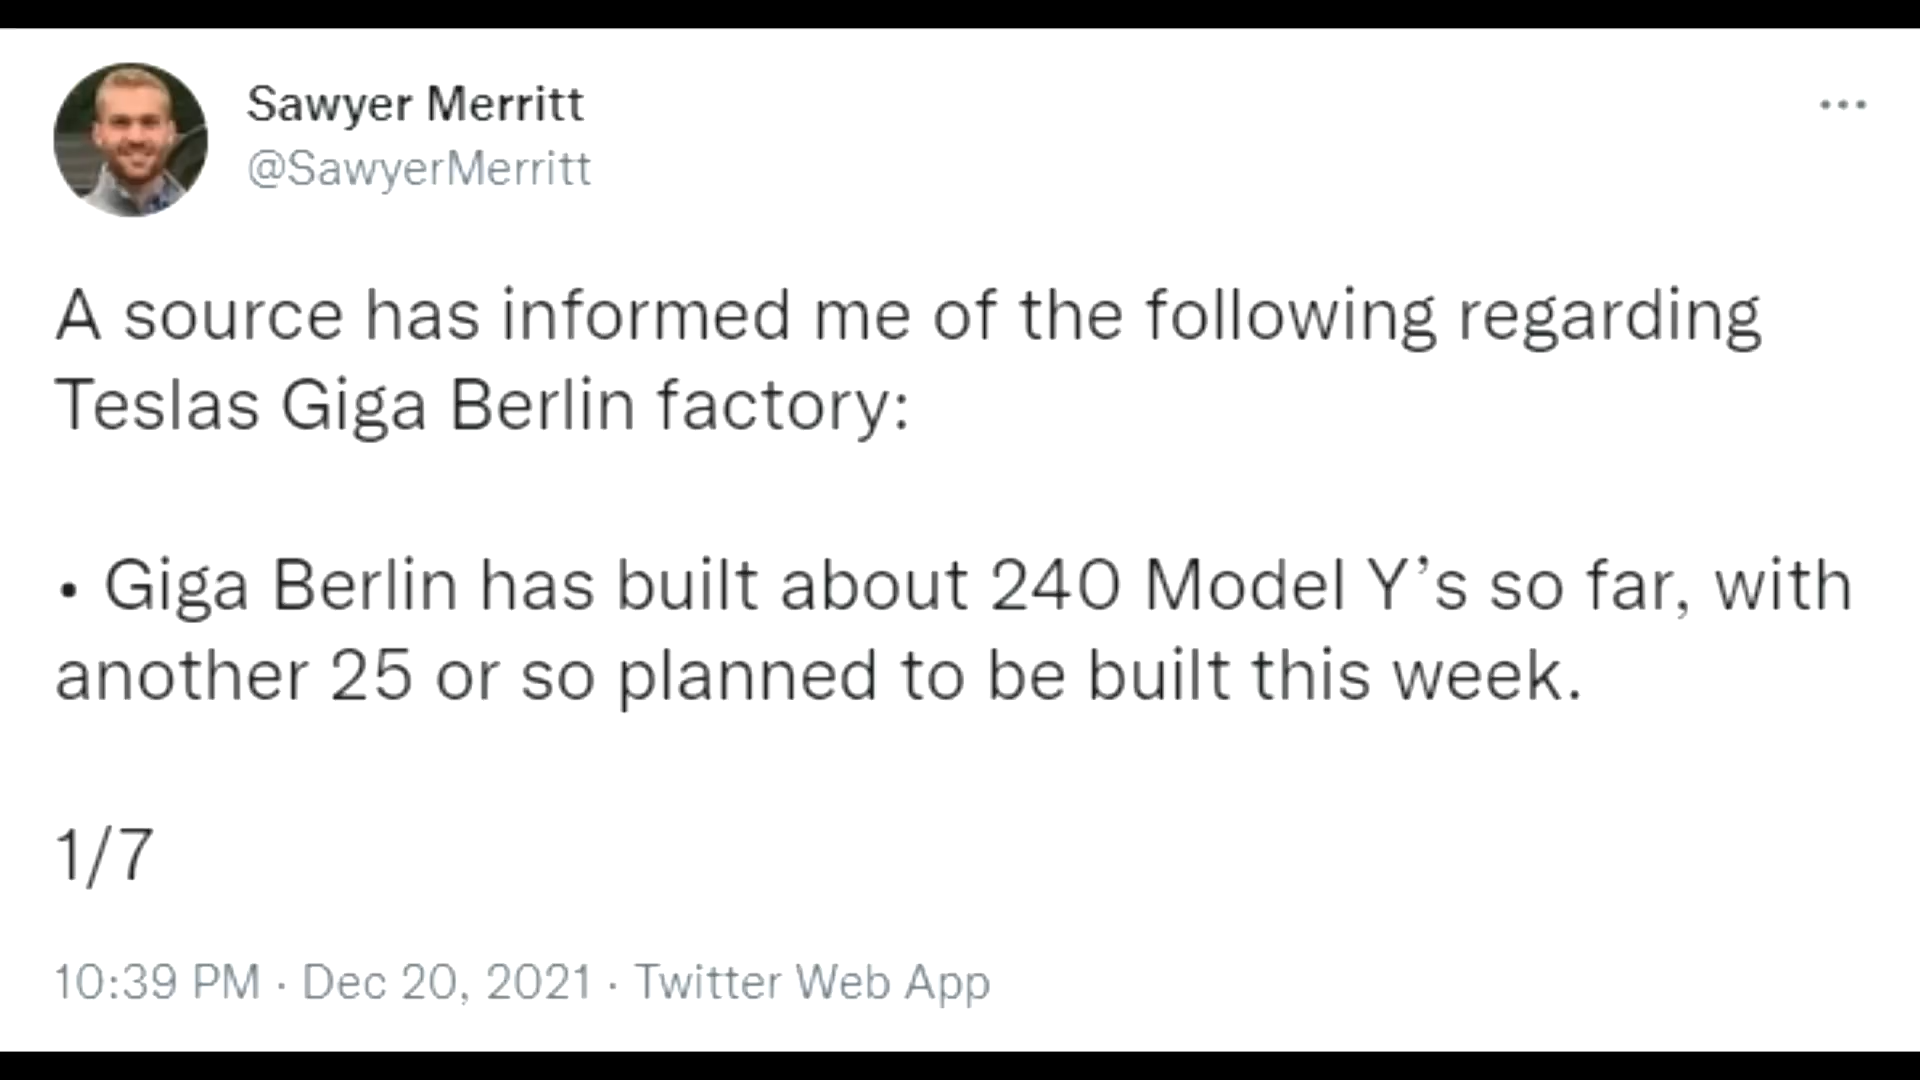 Sawyer Merritt
@SawyerMerritt
A source has informed me of the following regarding
Teslas Giga Berlin factory:
• Giga Berlin has built about 240 Model Y’s so far, with
another 25 or so planned to be built this week.
1/7
10:39 PM · Dec 20, 2021 · Twitter Web App